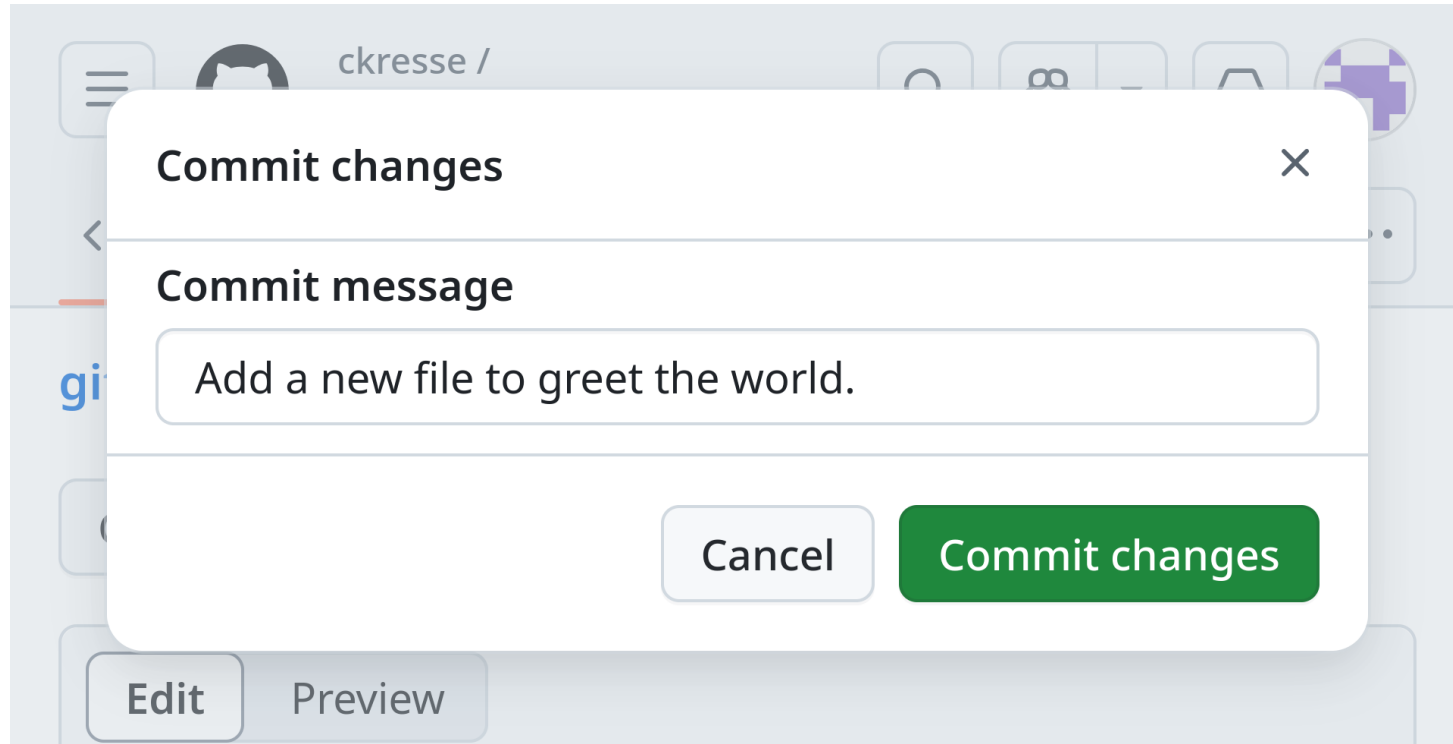 ckresse /
Commit changes
Commit message
Add a new file to greet the world.
Cancel
Commit changes
Edit
Preview